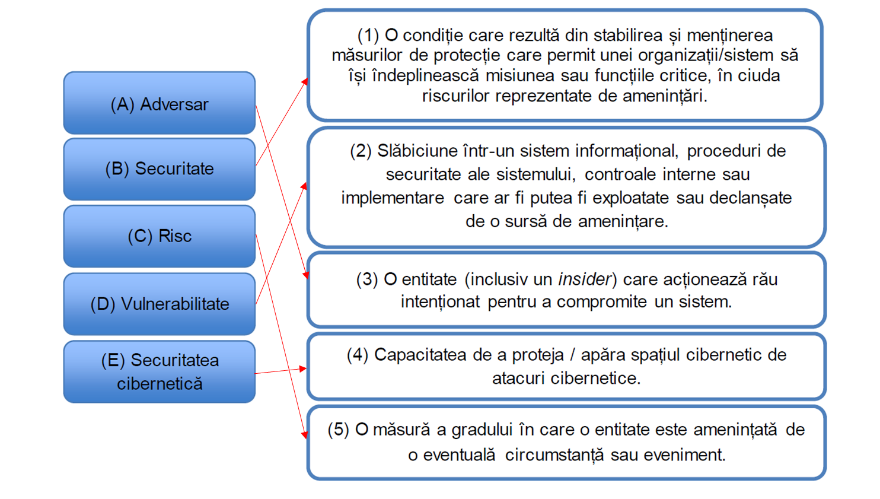 (A) Adversar
(B) Securitate
(C) Risc
(D) Vulnerabilitate
(E) Securitatea
cibernetică
(1) O condiție care rezultă din stabilirea și menținerea
măsurilor de protecție care permit unei organizații/sistem să
își îndeplinească misiunea sau funcțiile critice, în ciuda
riscurilor reprezentate de amenințări.
(2) Slăbiciune într-un sistem informațional, proceduri de
securitate ale sistemului, controale interne sau
implementare care ar fi putea fi exploatate sau declanșate
de o sursă de amenințare.
(3) O entitate (inclusiv un insider) care acționează rău
intenționat pentru a compromite un sistem.
(4) Capacitatea de a proteja / apăra spațiul cibernetic de
atacuri cibernetice.
(5) O măsură a gradului în care o entitate este amenințată de
o eventuală circumstanță sau eveniment.